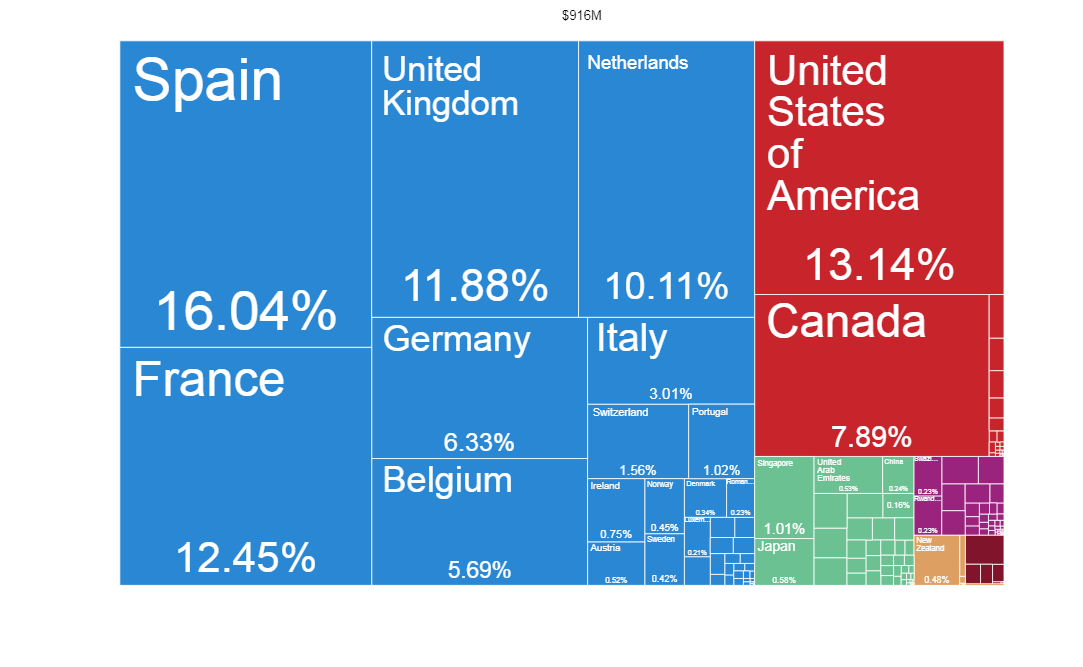 $916M
Spain
16.04%
France
12.45%
United
Kingdom
11.88%
Netherlands
10.11%
Germany
6.33%
Belgium
5.69%
Italy
3.01%
Switzerland
1.56%
Portugal
1.02%
Ireland
0.75%
Austria
0.52%
Norway
0.45%
Sweden
0.42%
Denmark
0.34%
Roman...
0.23%
0.21%
United
States
of
America
13.14%
Canada
7.89%
Singapore
1.01%
Japan
0.58%
United
Arab
Emirates
0.53%
China
0.24%
0.16%
0.23%
Rwand...
0.23%
New
Zealand
0.48%